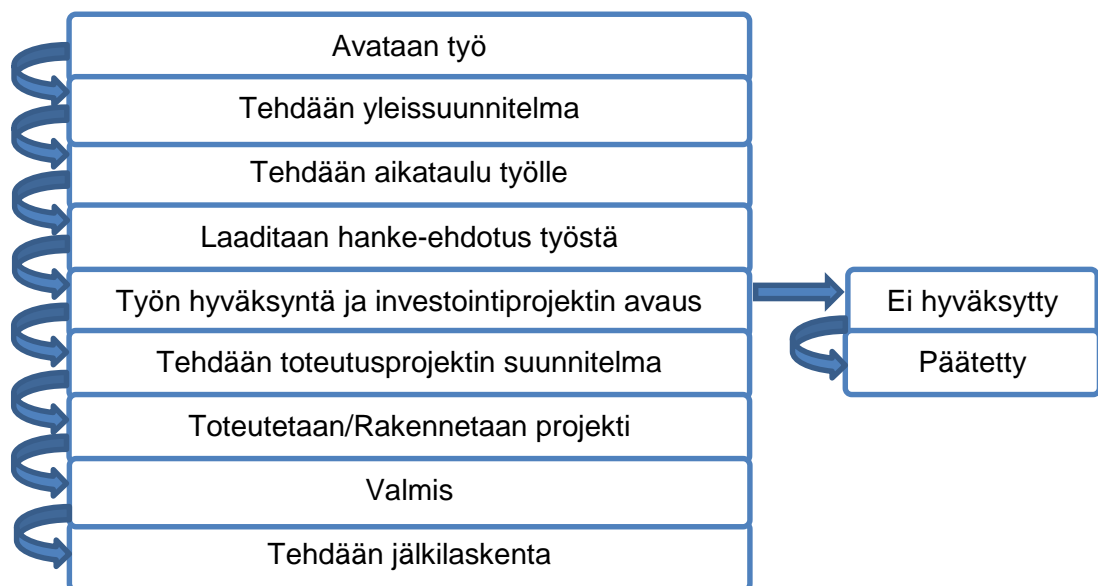 Avataan työ
Tehdään yleissuunnitelma
Tehdään aikataulu työlle
Laaditaan hanke-ehdotus työstä
Työn hyväksyntä ja investointiprojektin avaus
Tehdään toteutusprojektin suunnitelma
Toteutetaan/Rakennetaan projekti
Valmis
Tehdään jälkilaskenta
Ei hyväksytty
Päätetty